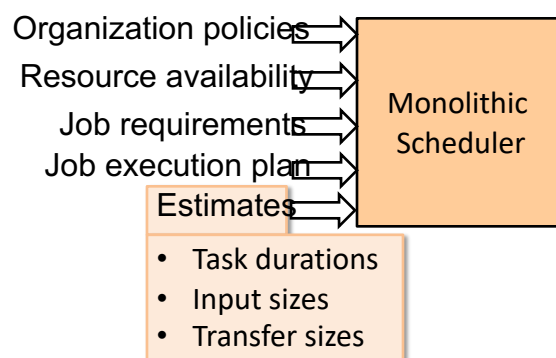 Organization policies
Resource availability
Job requirements
Job execution plan
Estimates
Monolithic
Scheduler
• Task durations
• Input sizes
• Transfer sizes